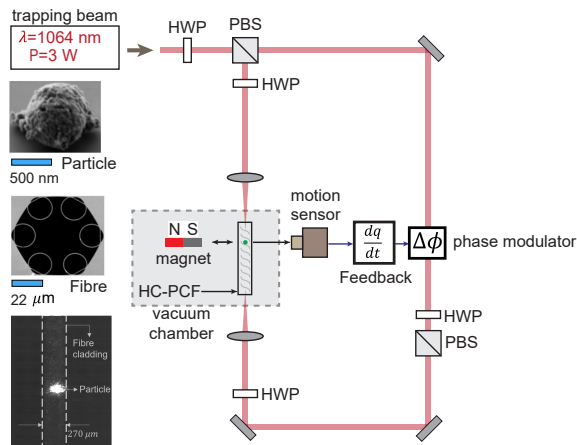 trapping beam
λ=1064 nm
P=3 W
HWP
PBS
HWP
Particle
500 nm
N S
magnet
motion
sensor
dq
dt
Feedback
Δϕ
phase modulator
Fibre
22 μm
HC-PCF
vacuum
chamber
HWP
PBS
HWP
Fibre
cladding
Particle
270 μm